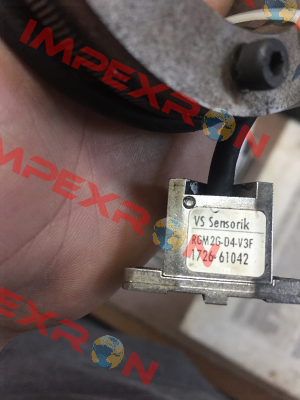 IMPEXRON
IMPEXRON
IMPEXRON
VS Sensorik
RGM2G-D4-V3F
1726-61042